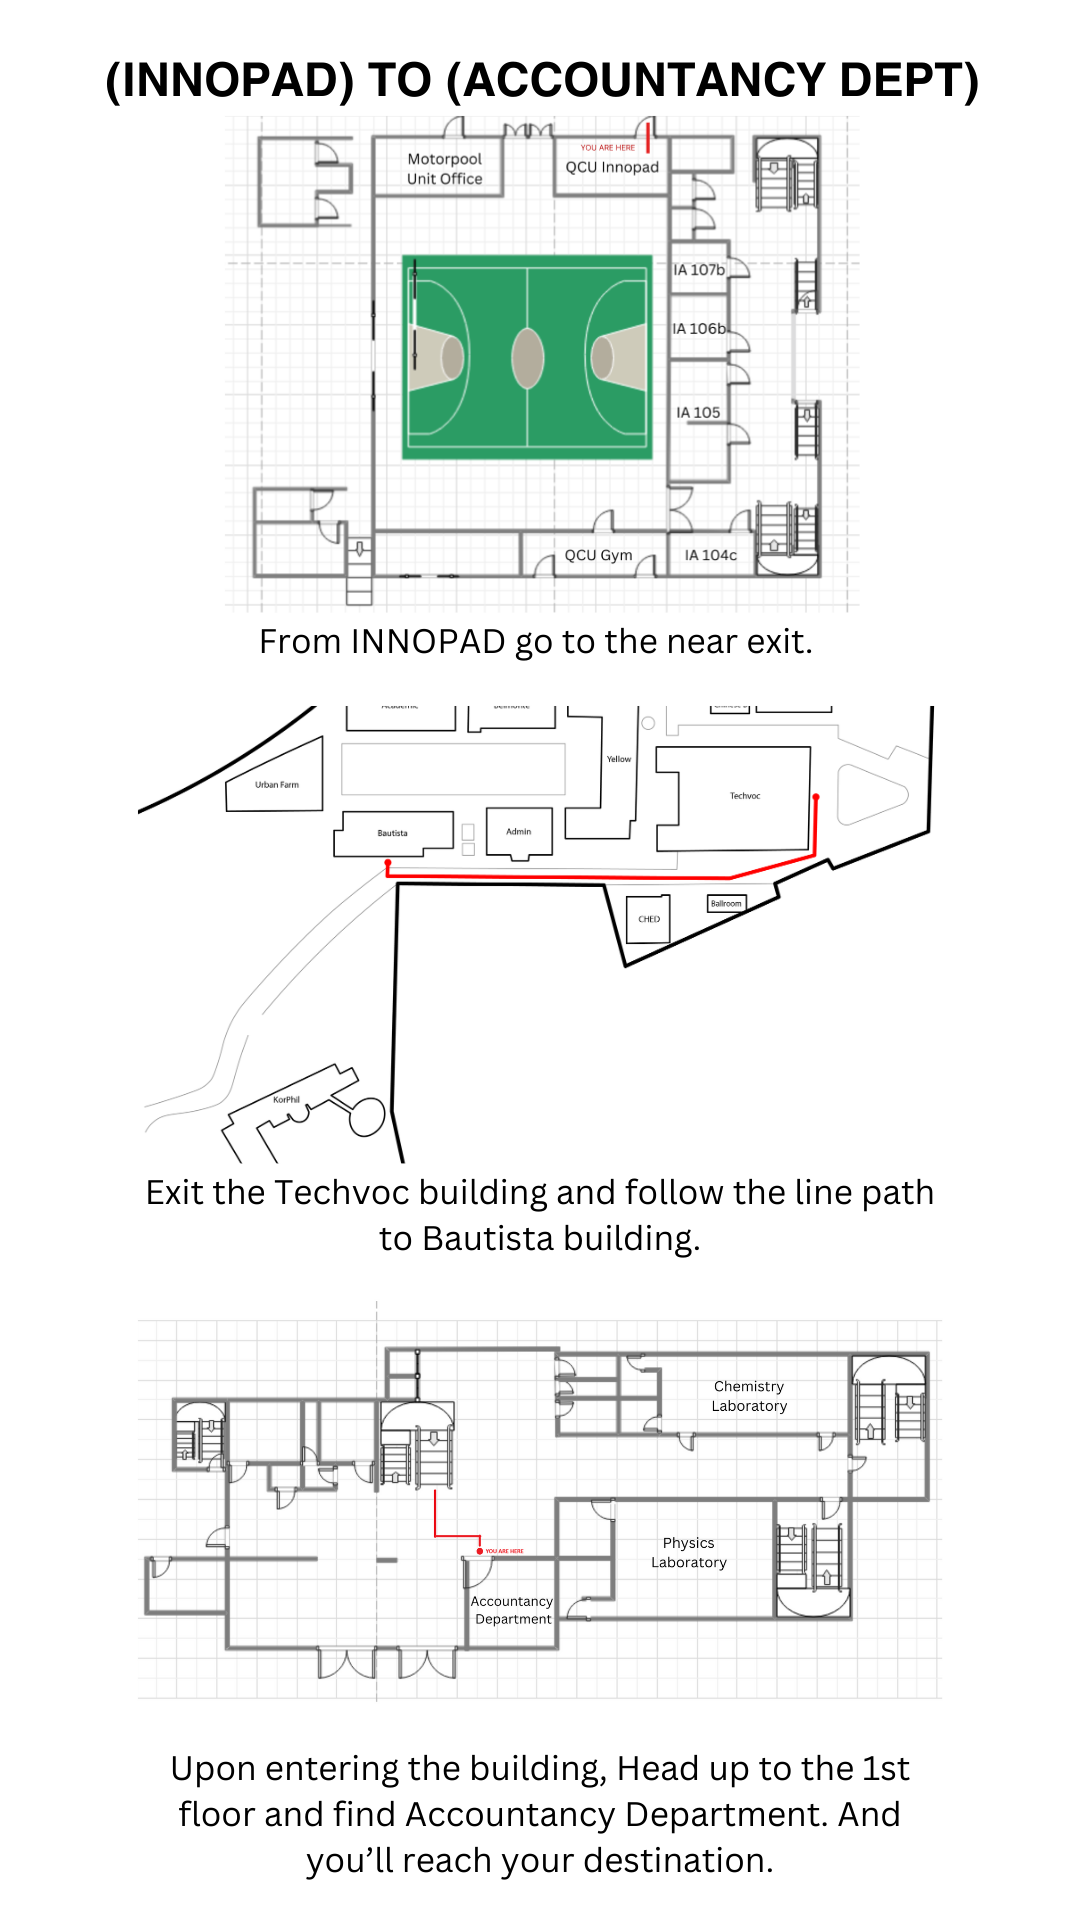 (INNOPAD) TO (ACCOUNTANCY DEPT)
Motorpool
Unit Office
YOU ARE HERE
QCU Innopad
IA 107b
IA 106b
IA 105
QCU Gym
IA 104c
From INNOPAD go to the near exit.
Academic
Belmonte
Yellow
Urban Farm
Techvoc
Bautista
Admin
CHED
Ballroom
KorPhil
Exit the Techvoc building and follow the line path
to Bautista building.
Chemistry
Laboratory
Physics
Laboratory
YOU ARE HERE
Accountancy
Department
Upon entering the building, Head up to the 1st
floor and find Accountancy Department. And
you’ll reach your destination.